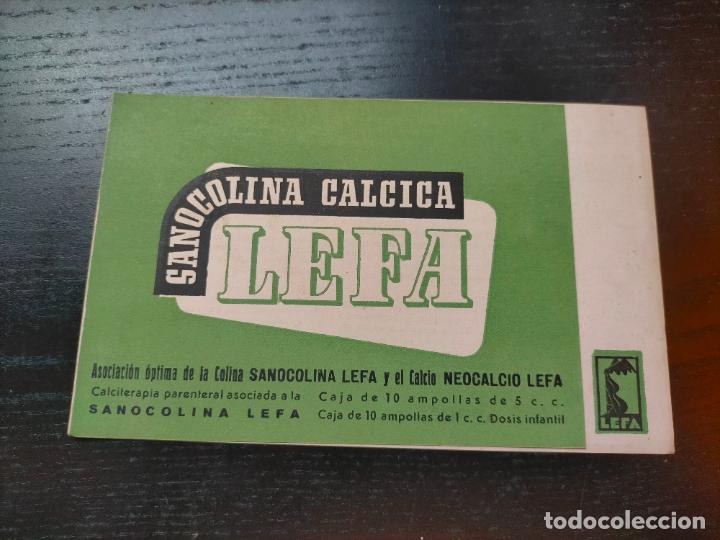 SANOCOLINA CALCICA
LEFA
Asociación óptima de la Colina SANOCOLINA LEFA y el Calcio NEOCALCIO LEFA
Calciterapia parenteral asociada a la Caja de 10 ampollas de 5 c. c.
SANOCOLINA LEFA Caja de 10 ampollas de 1 c. c. Dosis infantil
LEFA
todocoleccion